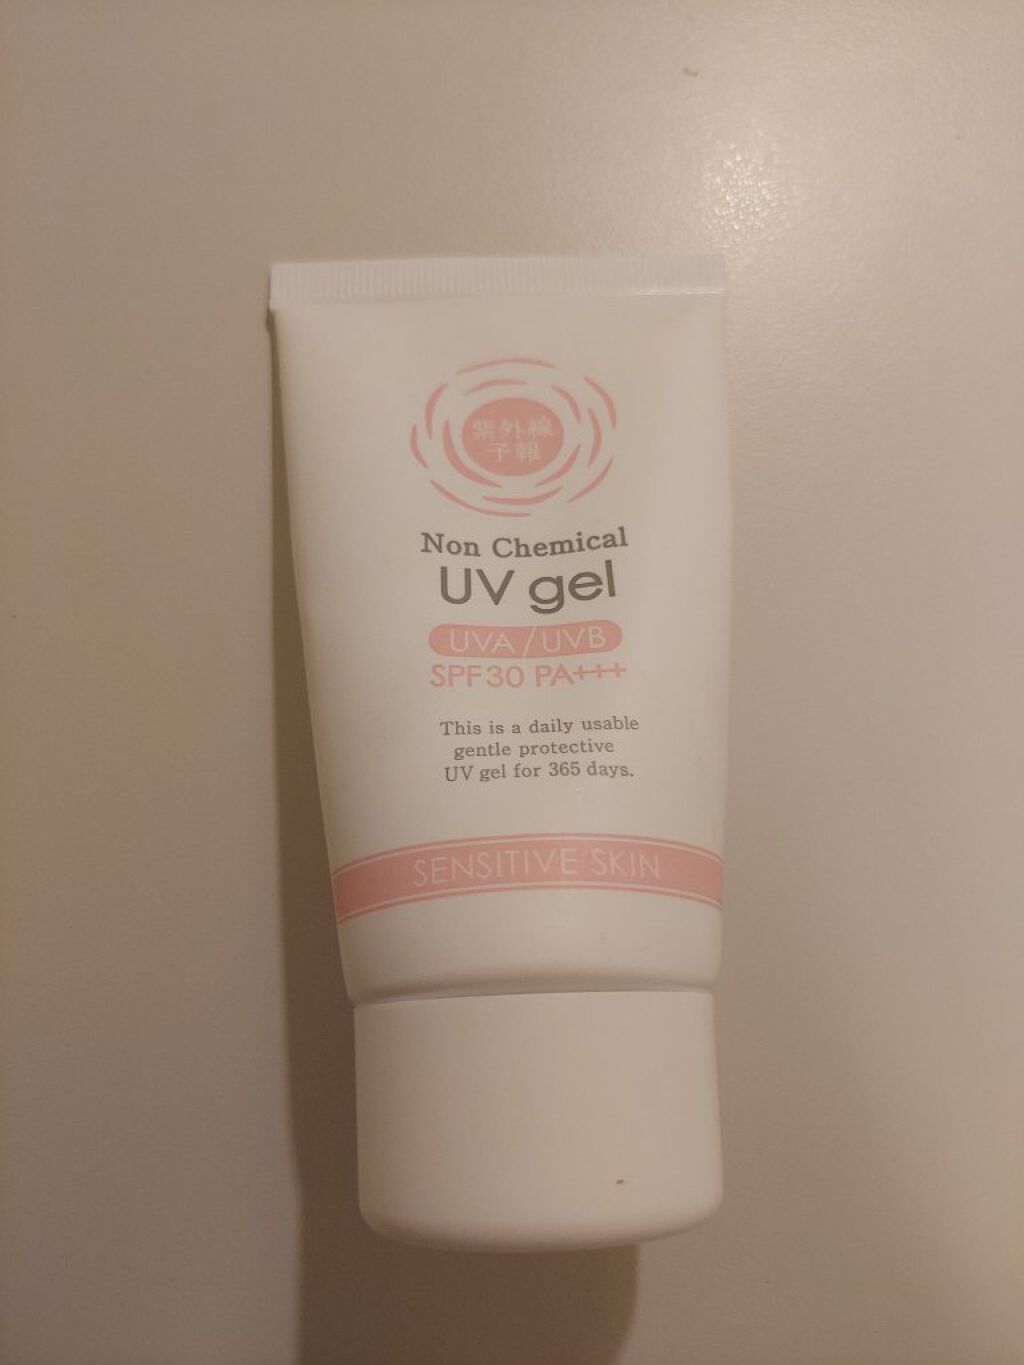 紫外線
予報
Non Chemical
UV gel
UVA/UVB
SPF30 PA+++
This is a daily usable
gentle protective
UV gel for 365 days.
SENSITIVE SKIN